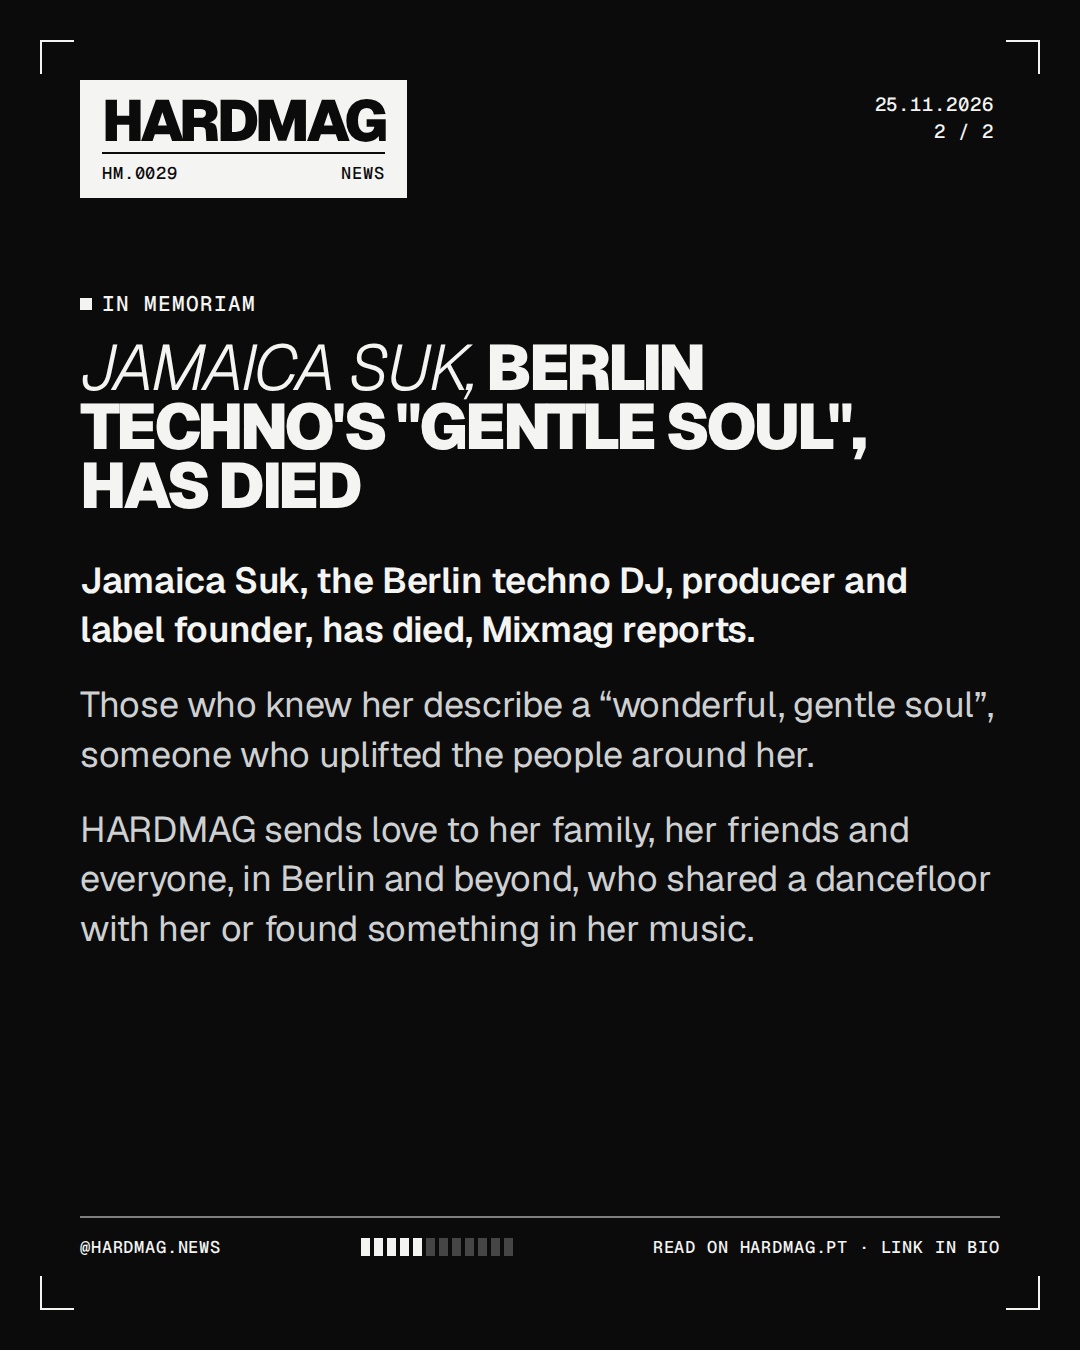 HARDMAG
HM.0029 NEWS
25.11.2026
2 / 2
IN MEMORIAM
JAMAICA SUK, BERLIN
TECHNO'S "GENTLE SOUL",
HAS DIED
Jamaica Suk, the Berlin techno DJ, producer and
label founder, has died, Mixmag reports.
Those who knew her describe a “wonderful, gentle soul”,
someone who uplifted the people around her.
HARDMAG sends love to her family, her friends and
everyone, in Berlin and beyond, who shared a dancefloor
with her or found something in her music.
@HARDMAG.NEWS
READ ON HARDMAG.PT · LINK IN BIO